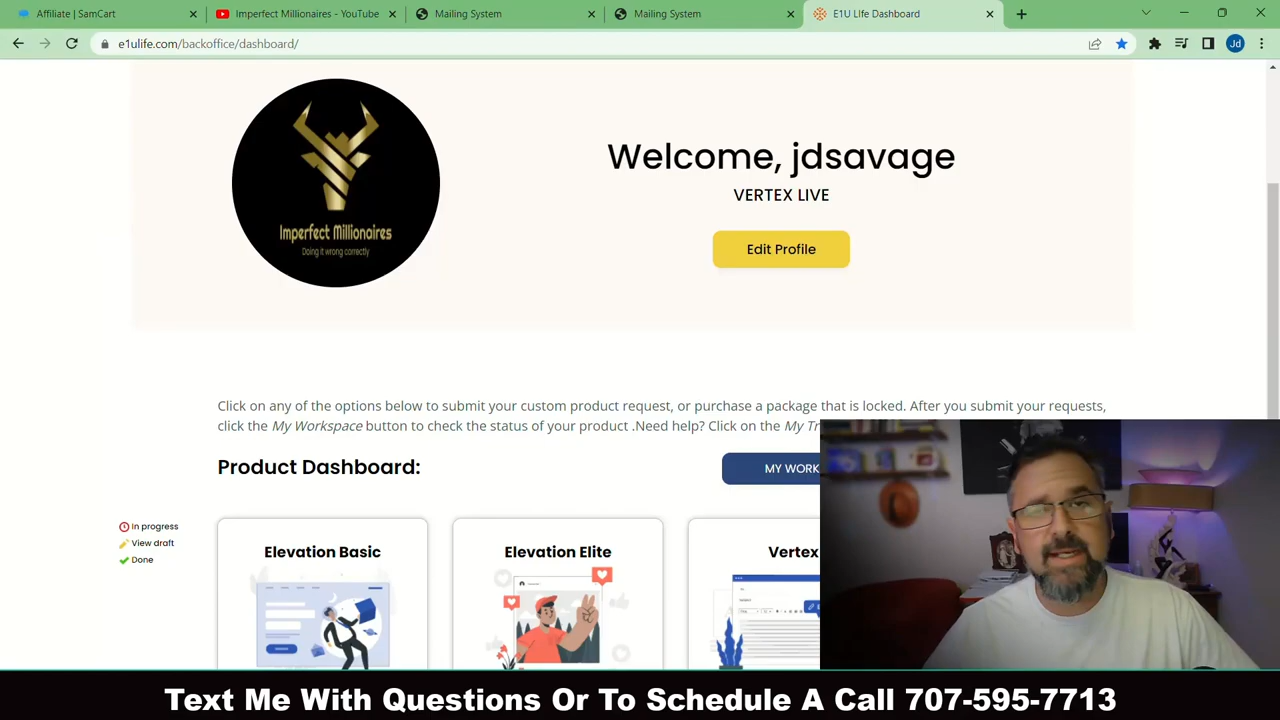 Affiliate | SamCart
Imperfect Millionaires - YouTube
Mailing System
Mailing System
E1U Life Dashboard
e1ulife.com/backoffice/dashboard/
Jd
Imperfect Millionaires
Doing it wrong correctly
Welcome, jdsavage
VERTEX LIVE
Edit Profile
Click on any of the options below to submit your custom product request, or purchase a package that is locked. After you submit your requests,
click the My Workspace button to check the status of your product .Need help? Click on the My Tr
Product Dashboard:
MY WORK
In progress
View draft
Done
Elevation Basic
Elevation Elite
Vertex
Text Me With Questions Or To Schedule A Call 707-595-7713